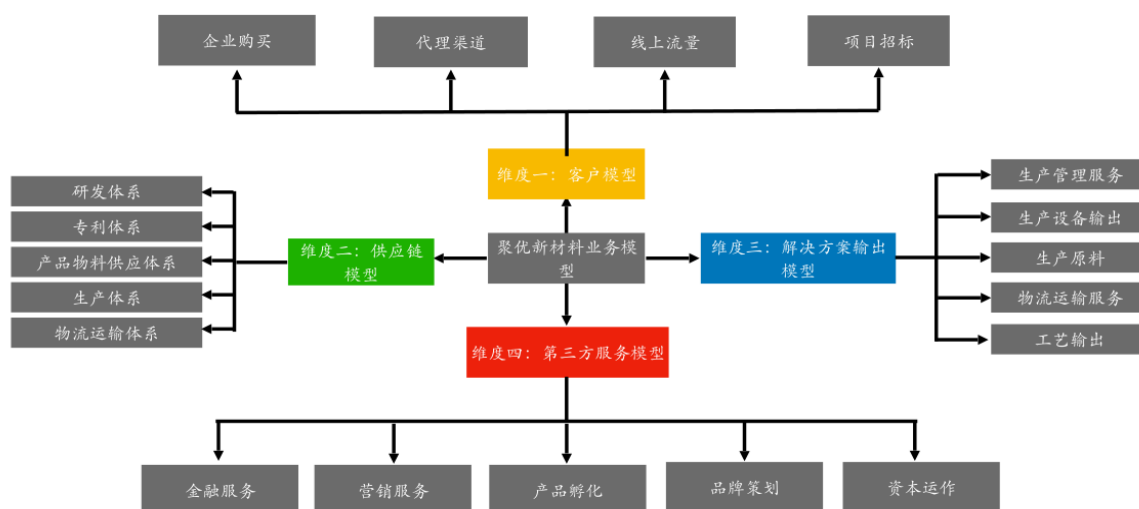 企业购买
代理渠道
线上流量
项目招标
维度一：客户模型
研发体系
专利体系
产品物料供应体系
生产体系
物流运输体系
维度二：供应链
模型
聚优新材料业务模
型
维度三：解决方案输出
模型
生产管理服务
生产设备输出
生产原料
物流运输服务
工艺输出
维度四：第三方服务模型
金融服务
营销服务
产品孵化
品牌策划
资本运作